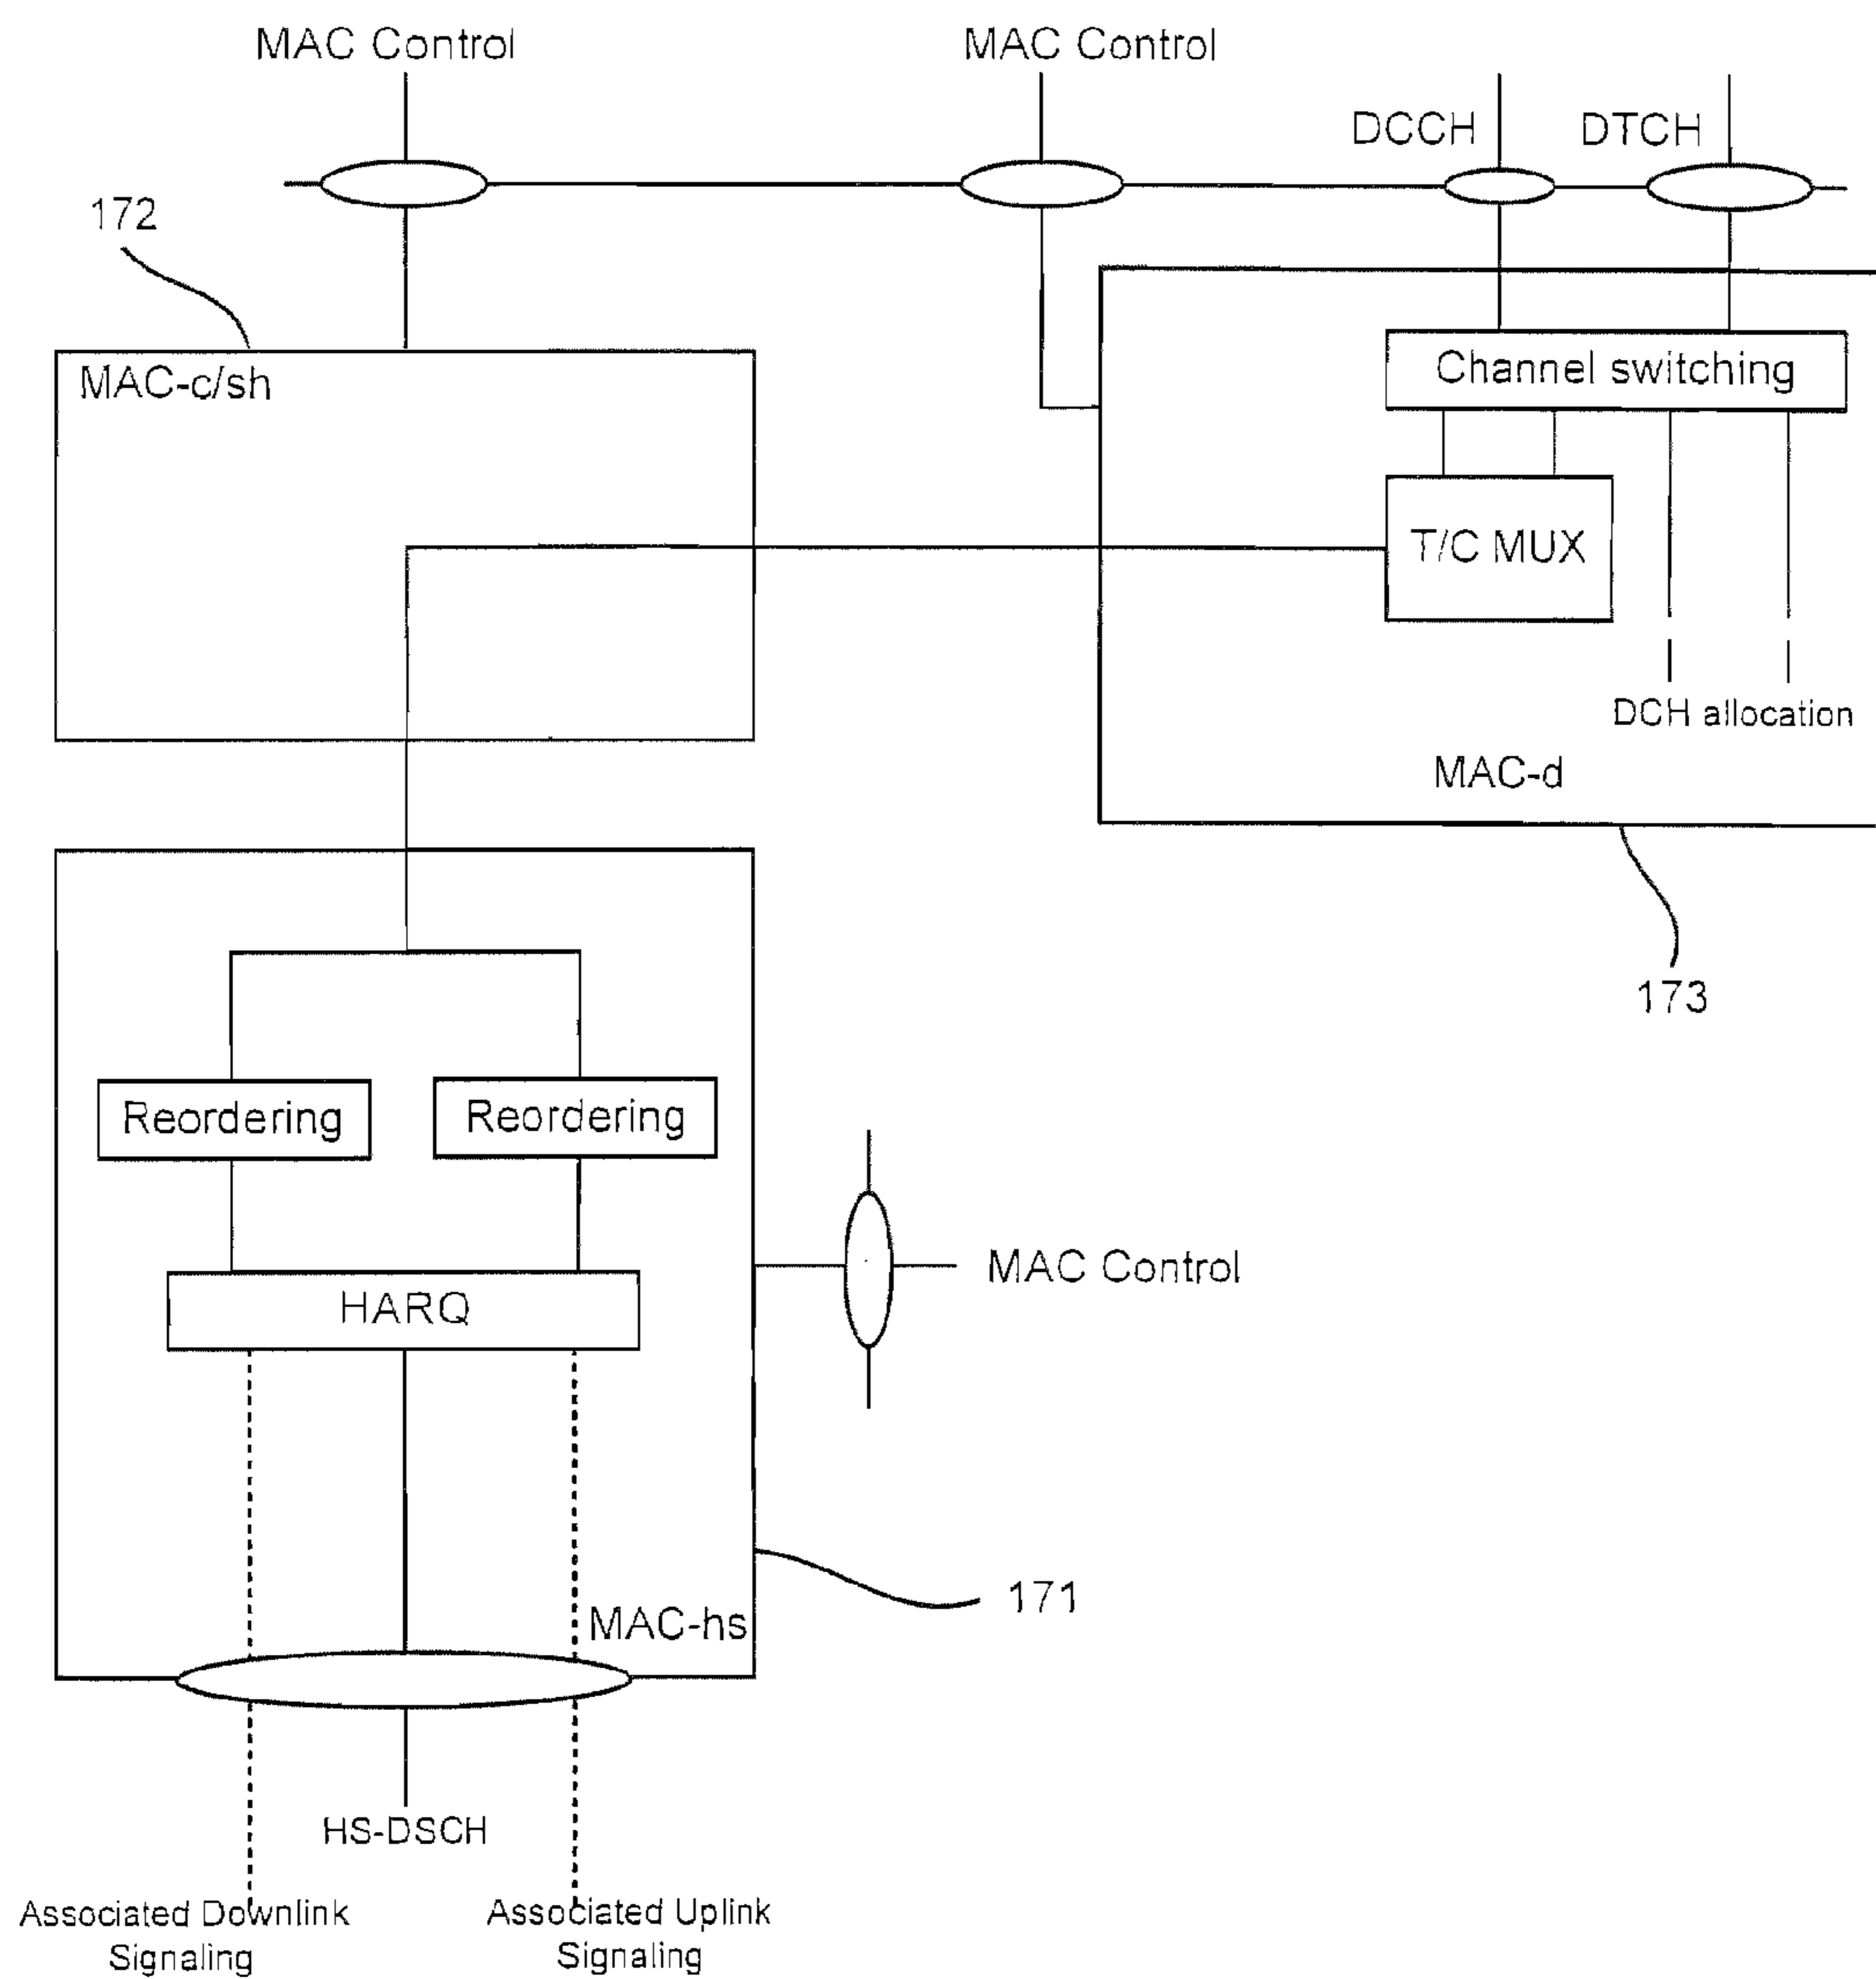 MAC Control
MAC Control
DCCH
DTCH
172
MAC-c/sh
Channel switching
T/C MUX
DCH allocation
MAC-d
173
Reordering
Reordering
MAC Control
HARQ
171
MAC-hs
HS-DSCH
Associated Downlink
Signaling
Associated Uplink
Signaling